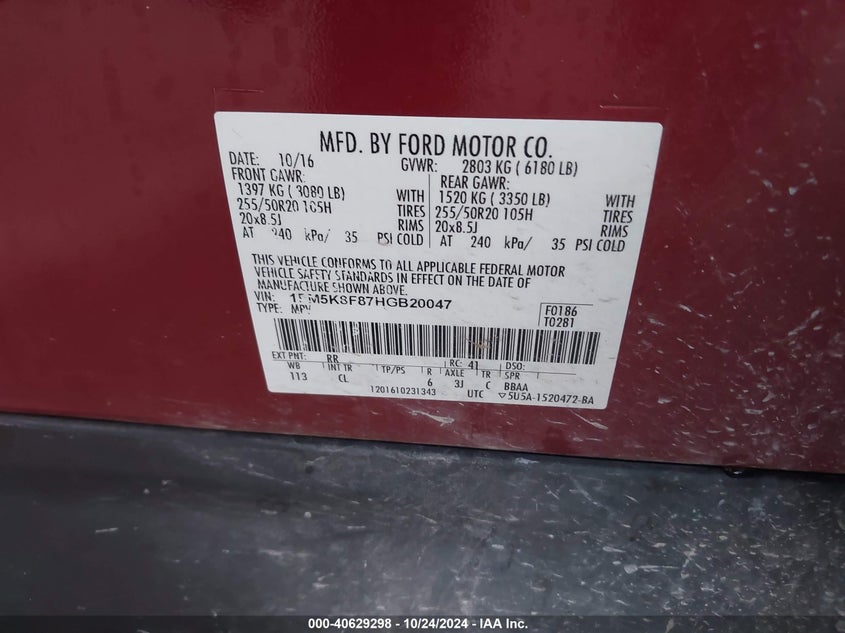 MFD. BY FORD MOTOR CO.
DATE: 10/16 GVWR: 2803 KG ( 6180 LB)
FRONT GAWR: REAR GAWR:
1397 KG ( 3080 LB) WITH 1520 KG ( 3350 LB) WITH
255/50R20 105H TIRES 255/50R20 105H TIRES
20x8.5J RIMS 20x8.5J RIMS
AT 240 kPa/ 35 PSI COLD AT 240 kPa/ 35 PSI COLD
THIS VEHICLE CONFORMS TO ALL APPLICABLE FEDERAL MOTOR
VEHICLE SAFETY STANDARDS IN EFFECT ON THE DATE OF
MANUFACTURE SHOWN ABOVE.
VIN: 1FM5K8F87HGB20047 F0186
TYPE: MPV T0281
EXT PNT: RR RC: 41 DSO:
WB INT TR TP/PS R AXLE TR SPR
113 CL 6 3J C BBAA
1201610231343 UTC ▽5U5A-1520472-BA
000-40629298 - 10/24/2024 - IAA Inc.